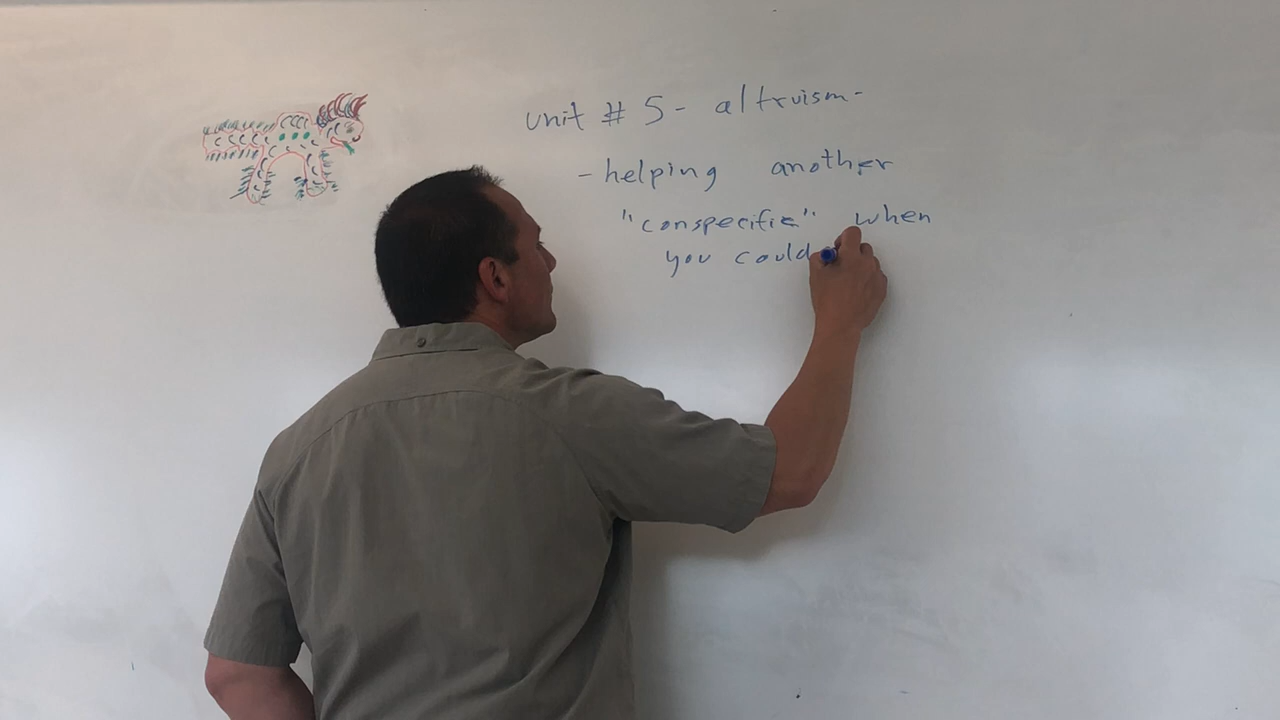 unit # 5 - altruism -
- helping another
"conspecific" when
you could